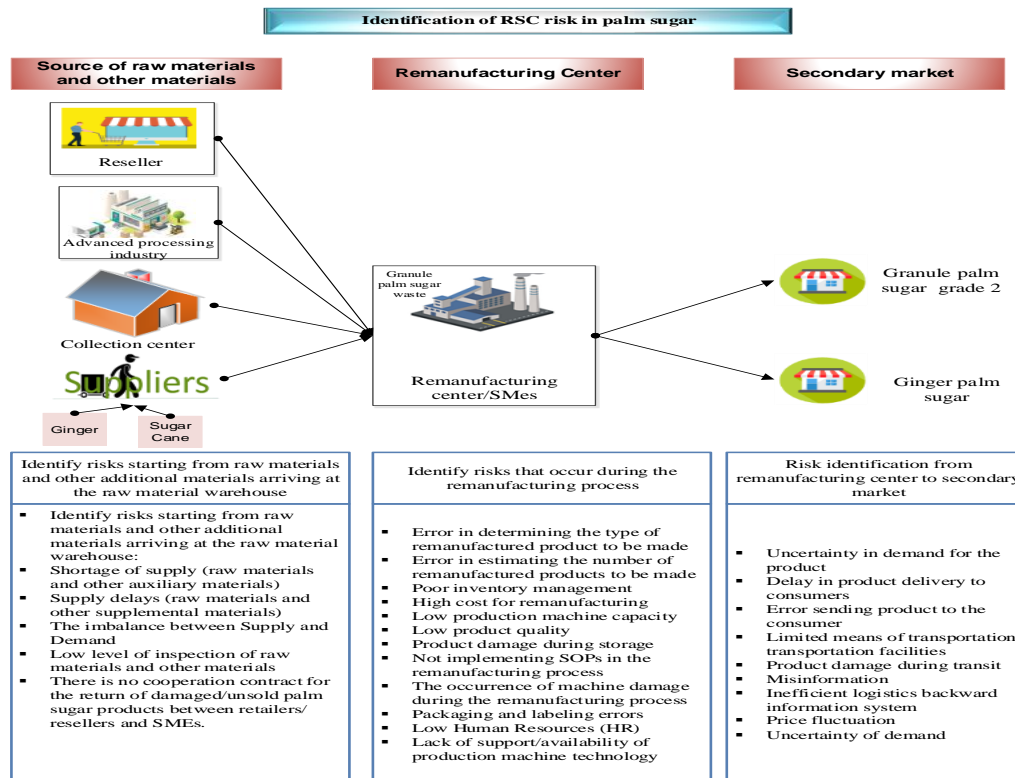 Identification of RSC risk in palm sugar
Source of raw materials
and other materials
Remanufacturing Center
Secondary market
Reseller
Advanced processing
industry
Collection center
Suppliers
Ginger
Sugar
Cane
Granule
palm sugar
waste
Remanufacturing
center/SMes
Granule palm
sugar grade 2
Ginger palm
sugar
Identify risks starting from raw materials
and other additional materials arriving at
the raw material warehouse
▪ Identify risks starting from raw
materials and other additional
materials arriving at the raw material
warehouse:
▪ Shortage of supply (raw materials
and other auxiliary materials)
▪ Supply delays (raw materials and
other supplemental materials)
▪ The imbalance between Supply and
Demand
▪ Low level of inspection of raw
materials and other materials
▪ There is no cooperation contract for
the return of damaged/unsold palm
sugar products between retailers/
resellers and SMEs.
Identify risks that occur during the
remanufacturing process
▪ Error in determining the type of
remanufactured product to be made
▪ Error in estimating the number of
remanufactured products to be made
▪ Poor inventory management
▪ High cost for remanufacturing
▪ Low production machine capacity
▪ Low product quality
▪ Product damage during storage
▪ Not implementing SOPs in the
remanufacturing process
▪ The occurrence of machine damage
during the remanufacturing process
▪ Packaging and labeling errors
▪ Low Human Resources (HR)
▪ Lack of support/availability of
production machine technology
Risk identification from
remanufacturing center to secondary
market
▪ Uncertainty in demand for the
product
▪ Delay in product delivery to
consumers
▪ Error sending product to the
consumer
▪ Limited means of transportation
transportation facilities
▪ Product damage during transit
▪ Misinformation
▪ Inefficient logistics backward
information system
▪ Price fluctuation
▪ Uncertainty of demand